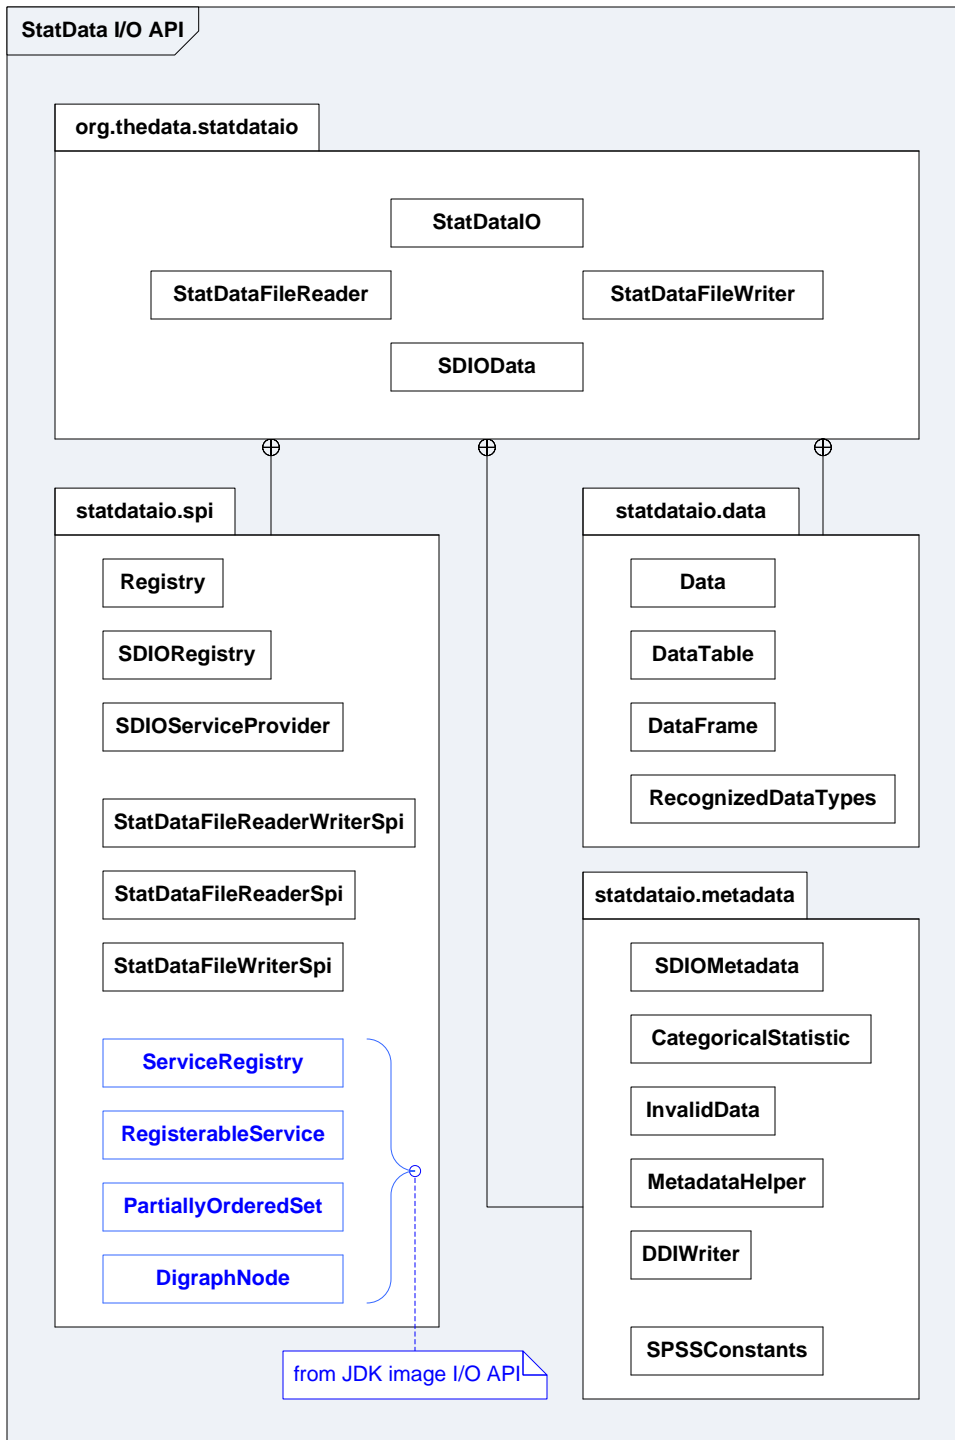 StatData I/O API
org.thedata.statdataio
StatDataIO
StatDataFileReader
StatDataFileWriter
SDIOData
statdataio.spi
Registry
SDIORegistry
SDIOServiceProvider
StatDataFileReaderWriterSpi
StatDataFileReaderSpi
StatDataFileWriterSpi
ServiceRegistry
RegisterableService
PartiallyOrderedSet
DigraphNode
from JDK image I/O API
statdataio.data
Data
DataTable
DataFrame
RecognizedDataTypes
statdataio.metadata
SDIOMetadata
CategoricalStatistic
InvalidData
MetadataHelper
DDIWriter
SPSSConstants